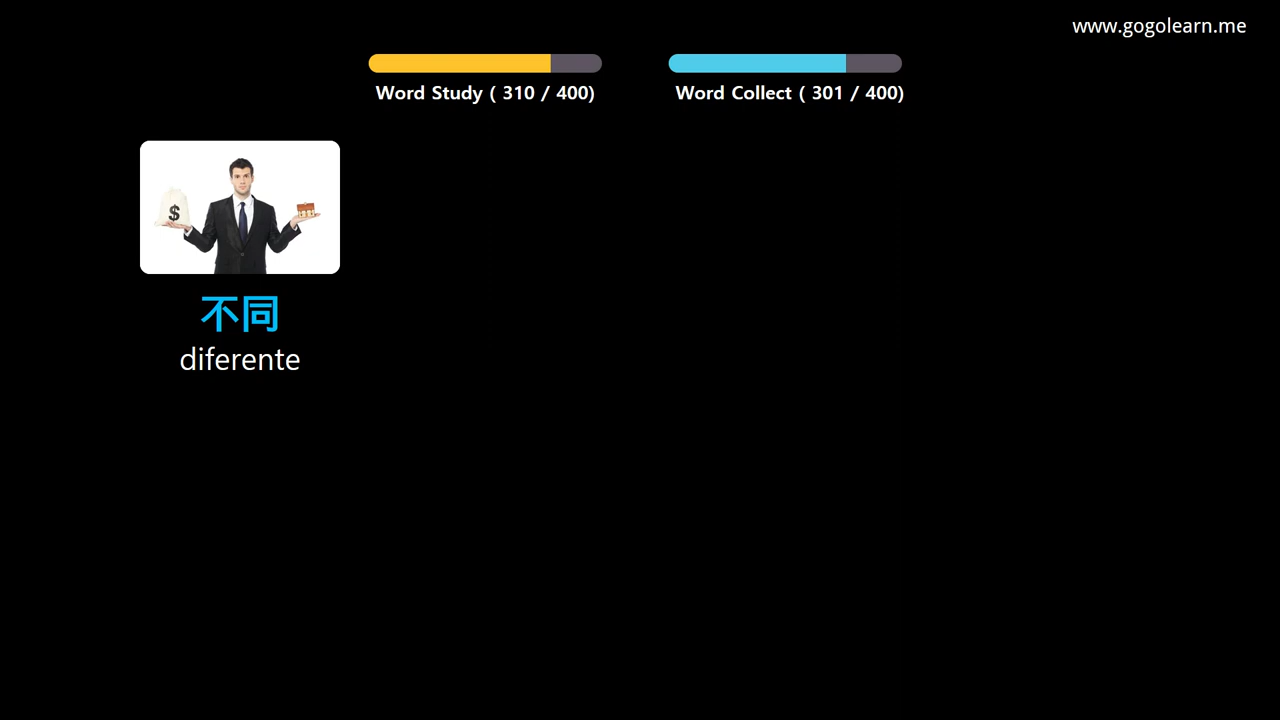 www.gogolearn.me
Word Study ( 310 / 400)
Word Collect ( 301 / 400)
$
不同
diferente